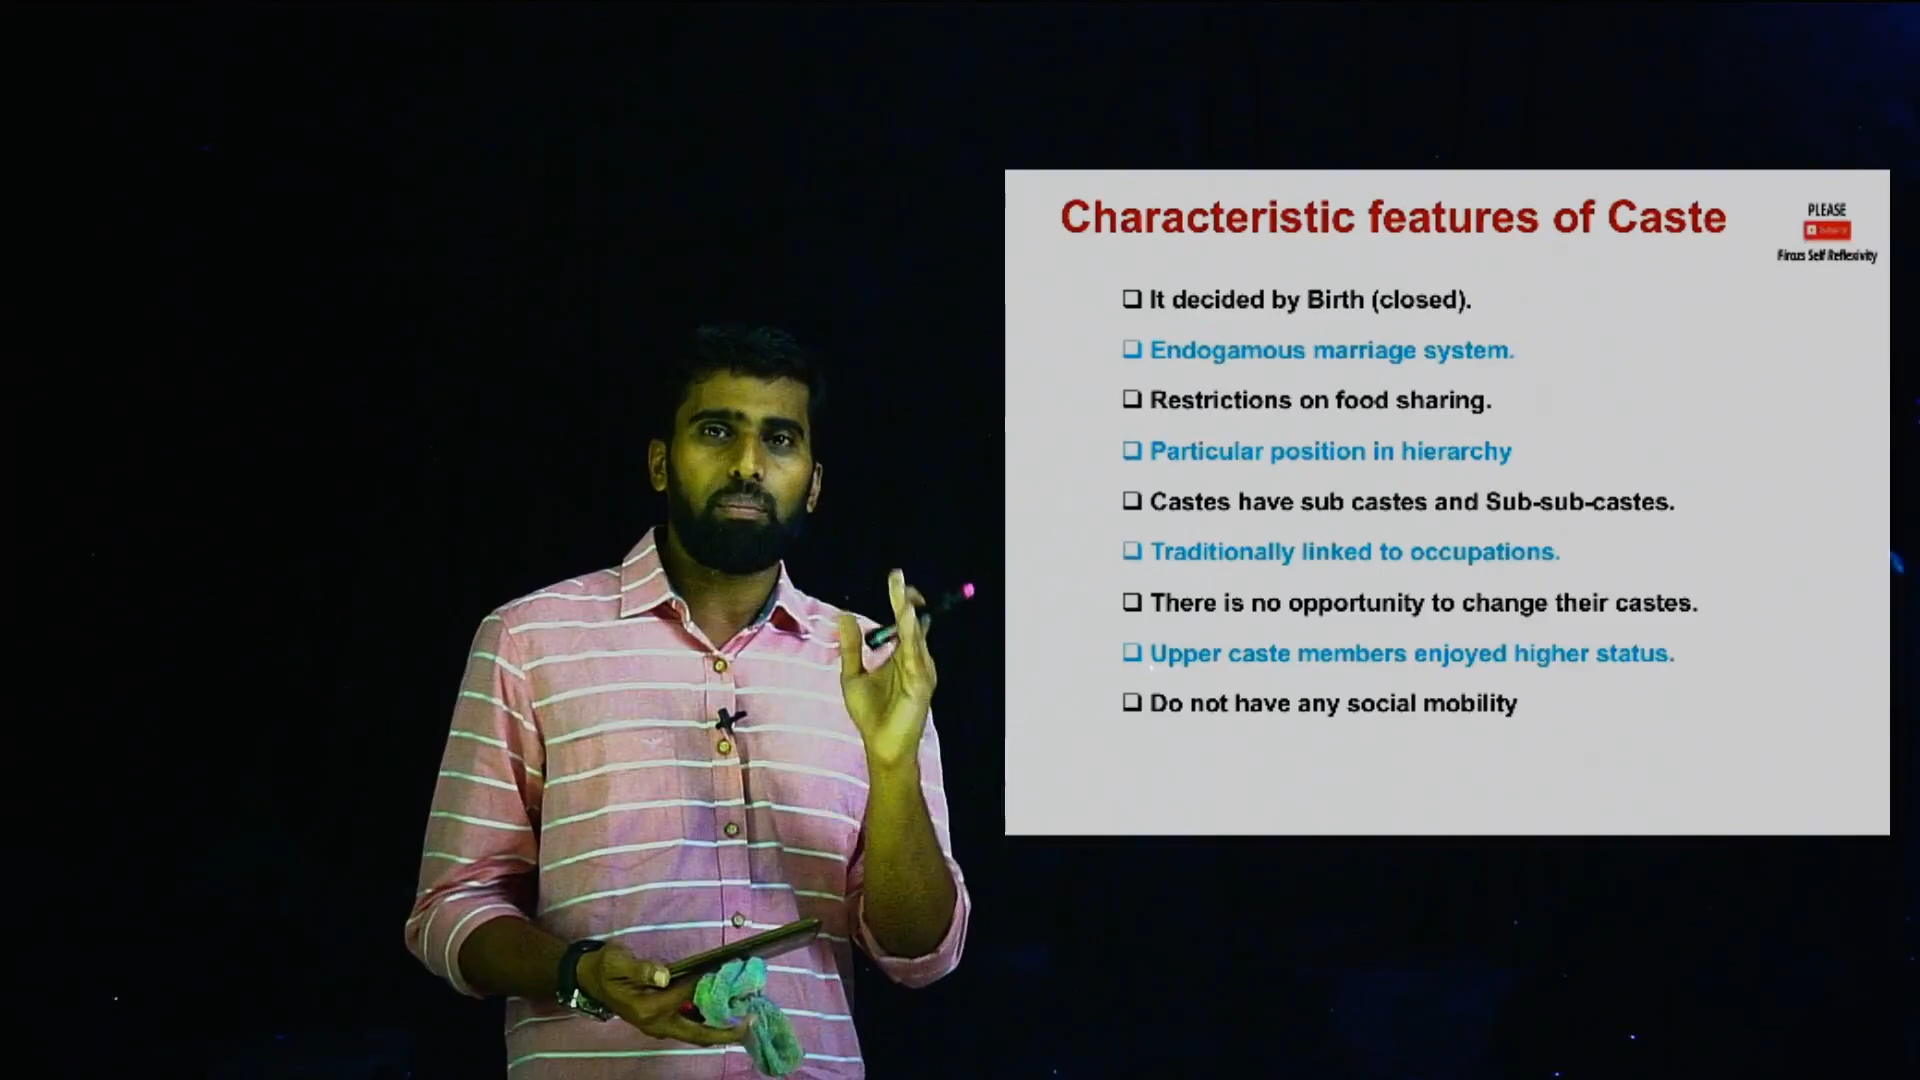 Characteristic features of Caste
PLEASE
Firozs Self Reflexivity
❑ It decided by Birth (closed).
❑ Endogamous marriage system.
❑ Restrictions on food sharing.
❑ Particular position in hierarchy
❑ Castes have sub castes and Sub-sub-castes.
❑ Traditionally linked to occupations.
❑ There is no opportunity to change their castes.
❑ Upper caste members enjoyed higher status.
❑ Do not have any social mobility